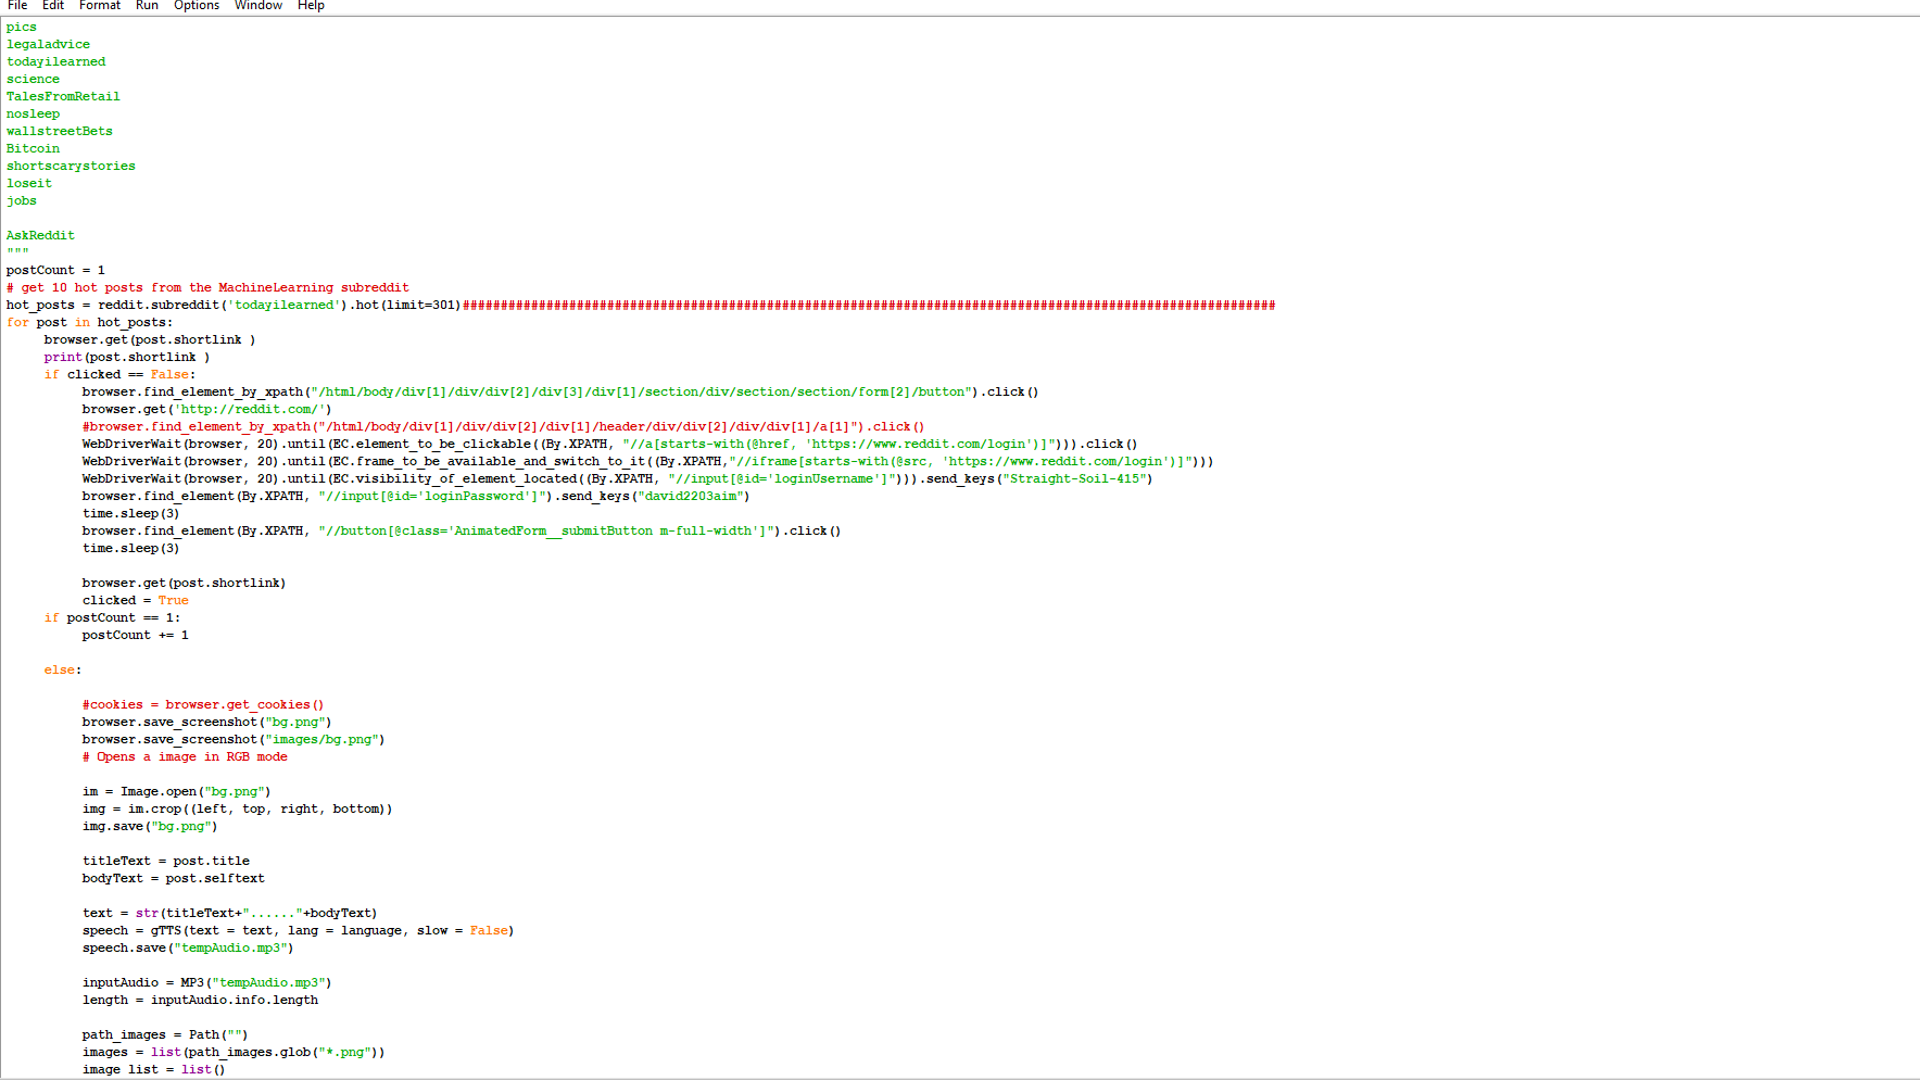 File Edit Format Run Options Window Help
pics
legaladvice
todayilearned
science
TalesFromRetail
nosleep
wallstreetBets
Bitcoin
shortscarystories
loseit
jobs
AskReddit
"""
postCount = 1
# get 10 hot posts from the MachineLearning subreddit
hot_posts = reddit.subreddit('todayilearned').hot(limit=301)###########################################################################################################
for post in hot_posts:
browser.get(post.shortlink )
print(post.shortlink )
if clicked == False:
browser.find_element_by_xpath("/html/body/div[1]/div/div[2]/div[3]/div[1]/section/div/section/section/form[2]/button").click()
browser.get('http://reddit.com/')
#browser.find_element_by_xpath("/html/body/div[1]/div/div[2]/div[1]/header/div/div[2]/div/div[1]/a[1]").click()
WebDriverWait(browser, 20).until(EC.element_to_be_clickable((By.XPATH, "//a[starts-with(@href, 'https://www.reddit.com/login')]"))).click()
WebDriverWait(browser, 20).until(EC.frame_to_be_available_and_switch_to_it((By.XPATH,"//iframe[starts-with(@src, 'https://www.reddit.com/login')]")))
WebDriverWait(browser, 20).until(EC.visibility_of_element_located((By.XPATH, "//input[@id='loginUsername']"))).send_keys("Straight-Soil-415")
browser.find_element(By.XPATH, "//input[@id='loginPassword']").send_keys("david2203aim")
time.sleep(3)
browser.find_element(By.XPATH, "//button[@class='AnimatedForm__submitButton m-full-width']").click()
time.sleep(3)
browser.get(post.shortlink)
clicked = True
if postCount == 1:
postCount += 1
else:
#cookies = browser.get_cookies()
browser.save_screenshot("bg.png")
browser.save_screenshot("images/bg.png")
# Opens a image in RGB mode
im = Image.open("bg.png")
img = im.crop((left, top, right, bottom))
img.save("bg.png")
titleText = post.title
bodyText = post.selftext
text = str(titleText+"......"+bodyText)
speech = gTTS(text = text, lang = language, slow = False)
speech.save("tempAudio.mp3")
inputAudio = MP3("tempAudio.mp3")
length = inputAudio.info.length
path_images = Path("")
images = list(path_images.glob("*.png"))
image_list = list()